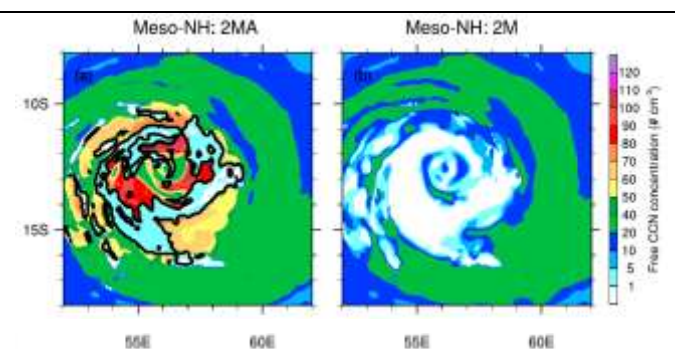 Meso-NH: 2MA
Meso-NH: 2M
(a)
(b)
10S
15S
55E
60E
55E
60E
120
110
100
90
80
70
60
50
40
20
10
5
1
Free CCN concentration (# cm⁻³)